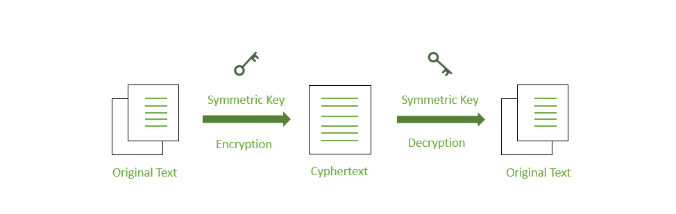 Symmetric Key
Symmetric Key
Encryption
Decryption
Original Text
Cyphertext
Original Text